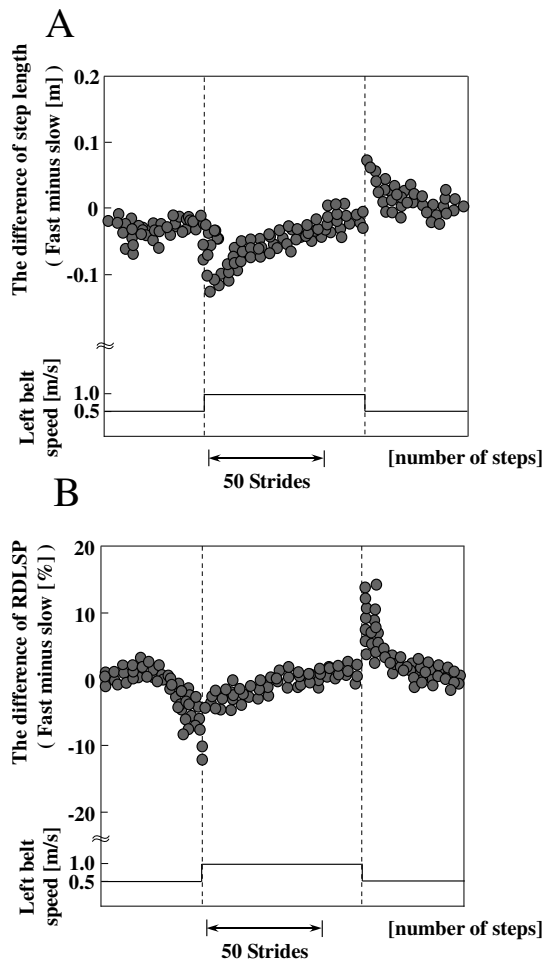 A
The difference of step length
( Fast minus slow [m] )
0.2
0.1
0
-0.1
Left belt
speed [m/s]
1.0
0.5
[number of steps]
50 Strides
B
The difference of RDLSP
( Fast minus slow [%] )
20
10
0
-10
-20
Left belt
speed [m/s]
1.0
0.5
[number of steps]
50 Strides